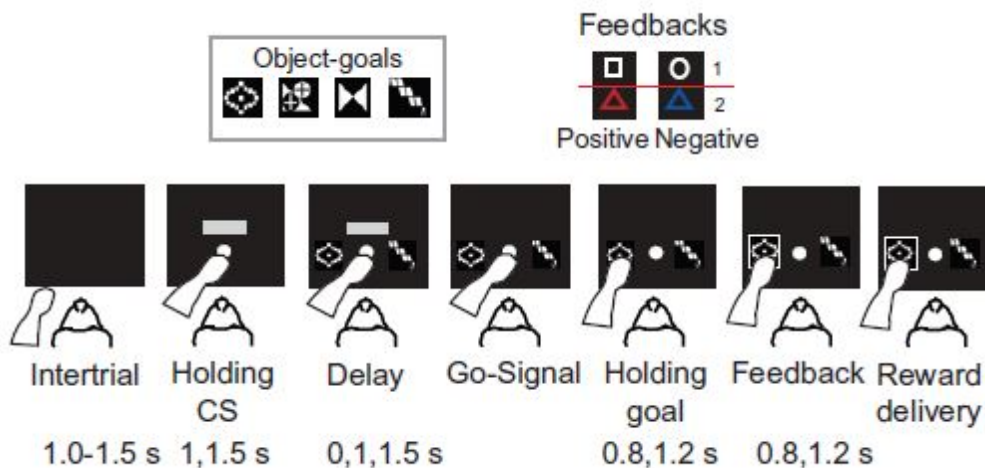 Object-goals
Feedbacks
1
2
Positive Negative
Intertrial
Holding
CS
Delay
Go-Signal
Holding
goal
Feedback
Reward
delivery
1.0-1.5 s
1,1.5 s
0,1,1.5 s
0.8,1.2 s
0.8,1.2 s